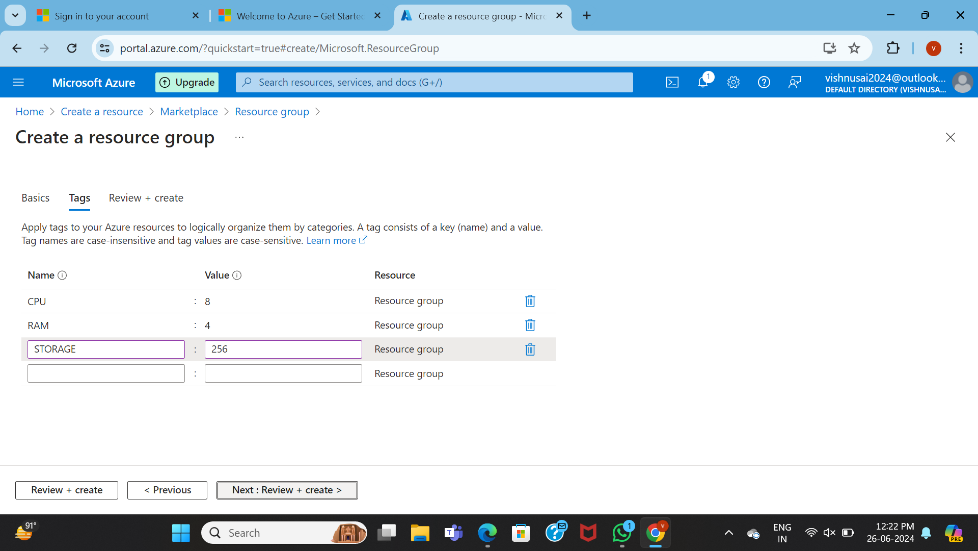 Sign in to your account
Welcome to Azure – Get Started
Create a resource group - Micro
portal.azure.com/?quickstart=true#create/Microsoft.ResourceGroup
v
Microsoft Azure
Upgrade
Search resources, services, and docs (G+/)
1
vishnusai2024@outlook...
DEFAULT DIRECTORY (VISHNUSA...
Home > Create a resource > Marketplace > Resource group >
Create a resource group ...
Basics Tags Review + create
Apply tags to your Azure resources to logically organize them by categories. A tag consists of a key (name) and a value.
Tag names are case-insensitive and tag values are case-sensitive. Learn more
Name Value Resource
CPU : 8 Resource group
RAM : 4 Resource group
STORAGE : 256 Resource group
: Resource group
Review + create < Previous Next : Review + create >
91°
Search
1
v
ENG
IN
12:22 PM
26-06-2024
PRE